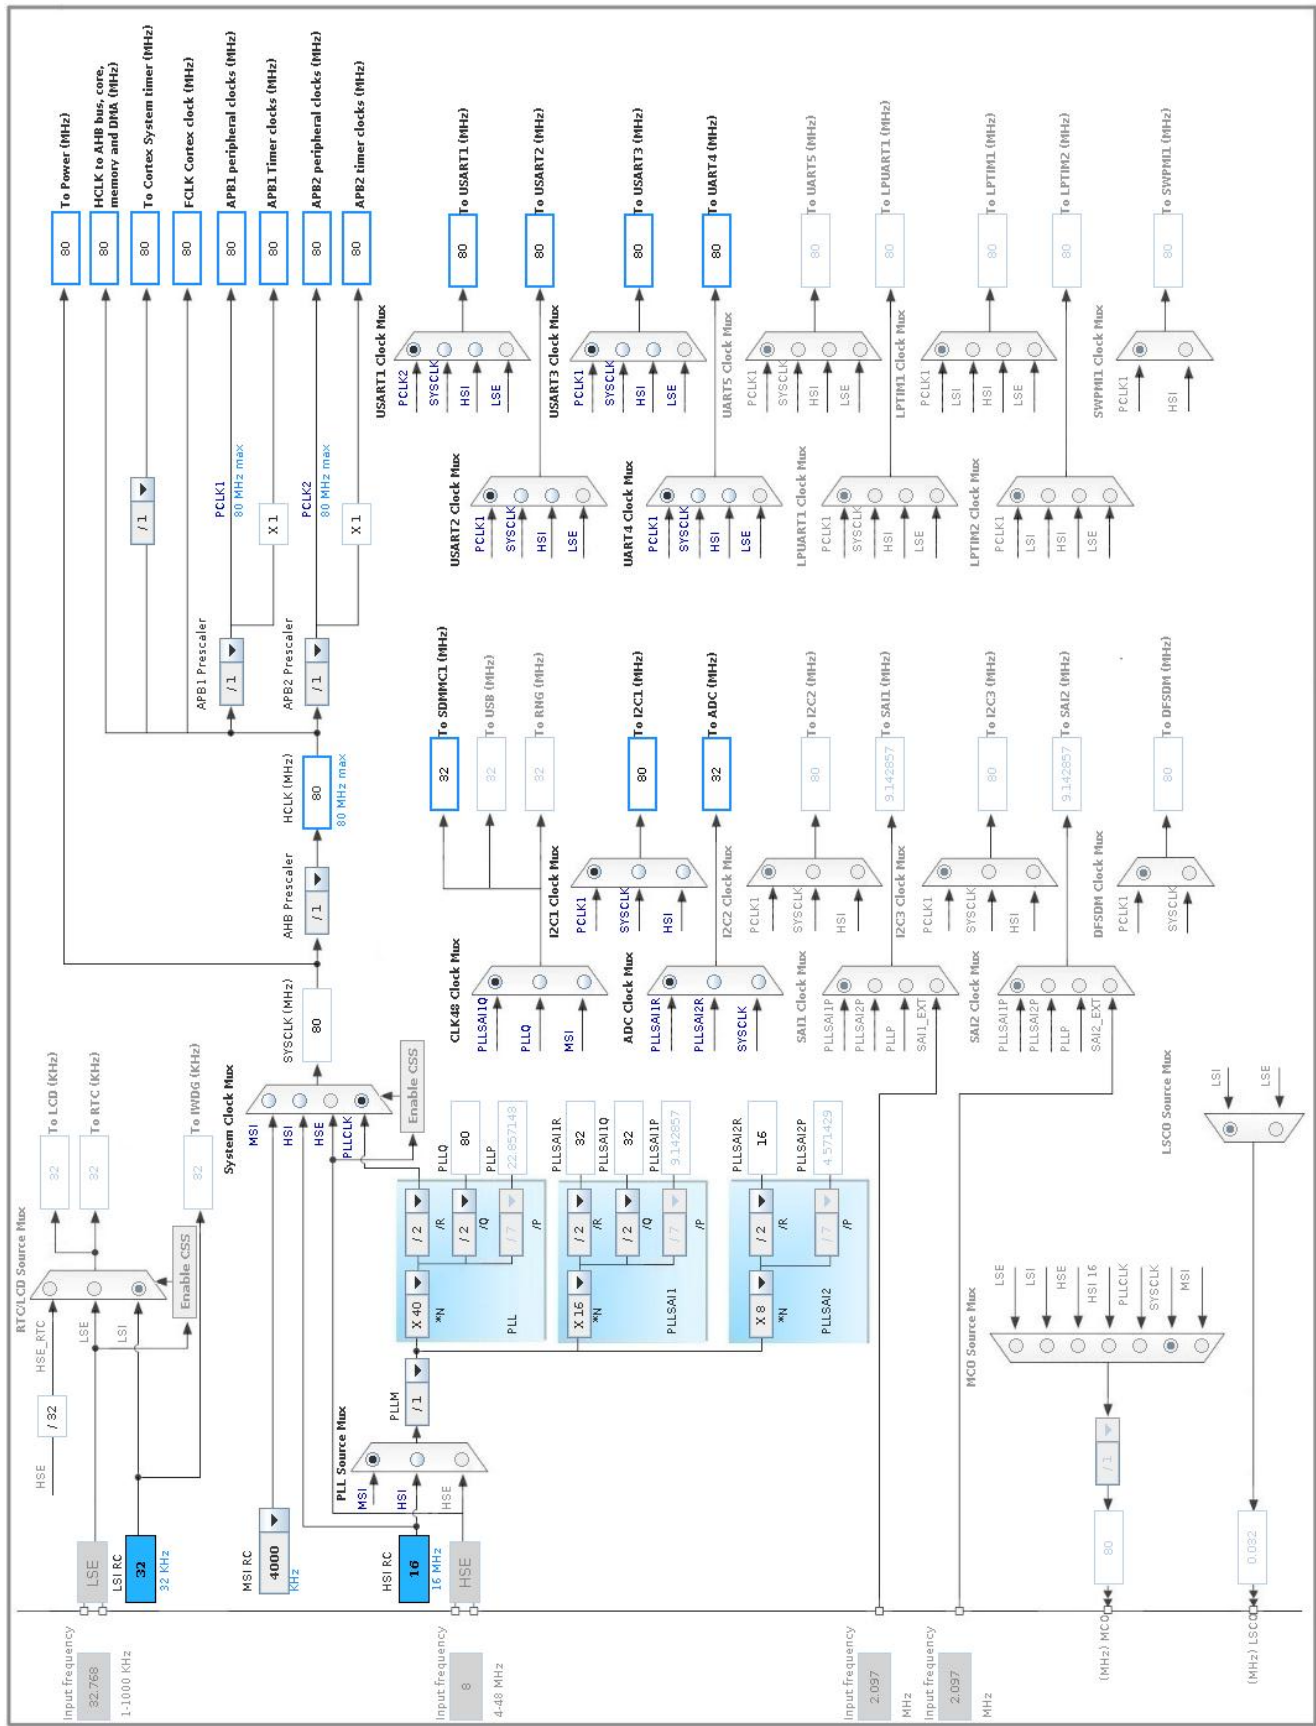 Input frequency
32.768
1-1000 KHz
LSE
LSI RC
32
32 KHz
HSE
/ 32
HSE_RTC
LSE
LSI
RTC/LCD Source Mux
Enable CSS
32
To LCD (KHz)
32
To RTC (KHz)
32
To IWDG (KHz)
MSI RC
4000
KHz
HSI RC
16
16 MHz
Input frequency
8
4-48 MHz
HSE
PLL Source Mux
MSI
HSI
HSE
PLLM
/ 1
System Clock Mux
MSI
HSI
HSE
PLLCLK
Enable CSS
X 40
*N
PLL
/ 2
/R
/ 2
/Q
/ 7
/P
PLLQ
80
PLLP
22.857143
X 16
*N
PLLSAI1
/ 2
/R
/ 2
/Q
/ 7
/P
PLLSAI1R
32
PLLSAI1Q
32
PLLSAI1P
9.142857
X 8
*N
PLLSAI2
/ 2
/R
/ 7
/P
PLLSAI2R
16
PLLSAI2P
4.571429
SYSCLK (MHz)
80
AHB Prescaler
/ 1
HCLK (MHz)
80
80 MHz max
APB1 Prescaler
/ 1
APB2 Prescaler
/ 1
/ 1
PCLK1
80 MHz max
X 1
PCLK2
80 MHz max
X 1
80
To Power (MHz)
80
HCLK to AHB bus, core,
memory and DMA (MHz)
80
To Cortex System timer (MHz)
80
FCLK Cortex clock (MHz)
80
APB1 peripheral clocks (MHz)
80
APB1 Timer clocks (MHz)
80
APB2 peripheral clocks (MHz)
80
APB2 timer clocks (MHz)
CLK48 Clock Mux
PLLSAI1Q
PLLQ
MSI
32
To SDMMC1 (MHz)
32
To USB (MHz)
32
To RNG (MHz)
I2C1 Clock Mux
PCLK1
SYSCLK
HSI
80
To I2C1 (MHz)
ADC Clock Mux
PLLSAI1R
PLLSAI2R
SYSCLK
32
To ADC (MHz)
I2C2 Clock Mux
PCLK1
SYSCLK
HSI
80
To I2C2 (MHz)
SAI1 Clock Mux
PLLSAI1P
PLLSAI2P
PLLP
SAI1_EXT
9.142857
To SAI1 (MHz)
I2C3 Clock Mux
PCLK1
SYSCLK
HSI
80
To I2C3 (MHz)
SAI2 Clock Mux
PLLSAI1P
PLLSAI2P
PLLP
SAI2_EXT
9.142857
To SAI2 (MHz)
DFSDM Clock Mux
PCLK1
SYSCLK
80
To DFSDM (MHz)
USART1 Clock Mux
PCLK2
SYSCLK
HSI
LSE
80
To USART1 (MHz)
USART2 Clock Mux
PCLK1
SYSCLK
HSI
LSE
80
To USART2 (MHz)
USART3 Clock Mux
PCLK1
SYSCLK
HSI
LSE
80
To USART3 (MHz)
UART4 Clock Mux
PCLK1
SYSCLK
HSI
LSE
80
To UART4 (MHz)
UART5 Clock Mux
PCLK1
SYSCLK
HSI
LSE
80
To UART5 (MHz)
LPUART1 Clock Mux
PCLK1
SYSCLK
HSI
LSE
80
To LPUART1 (MHz)
LPTIM1 Clock Mux
PCLK1
LSI
HSI
LSE
80
To LPTIM1 (MHz)
LPTIM2 Clock Mux
PCLK1
LSI
HSI
LSE
80
To LPTIM2 (MHz)
SWPMI1 Clock Mux
PCLK1
HSI
80
To SWPMI1 (MHz)
Input frequency
2.097
MHz
Input frequency
2.097
MHz
MCO Source Mux
LSE
LSI
HSE
HSI 16
PLLCLK
SYSCLK
MSI
/ 1
80
(MHz) MCO
LSCO Source Mux
LSI
LSE
0.032
(MHz) LSCO